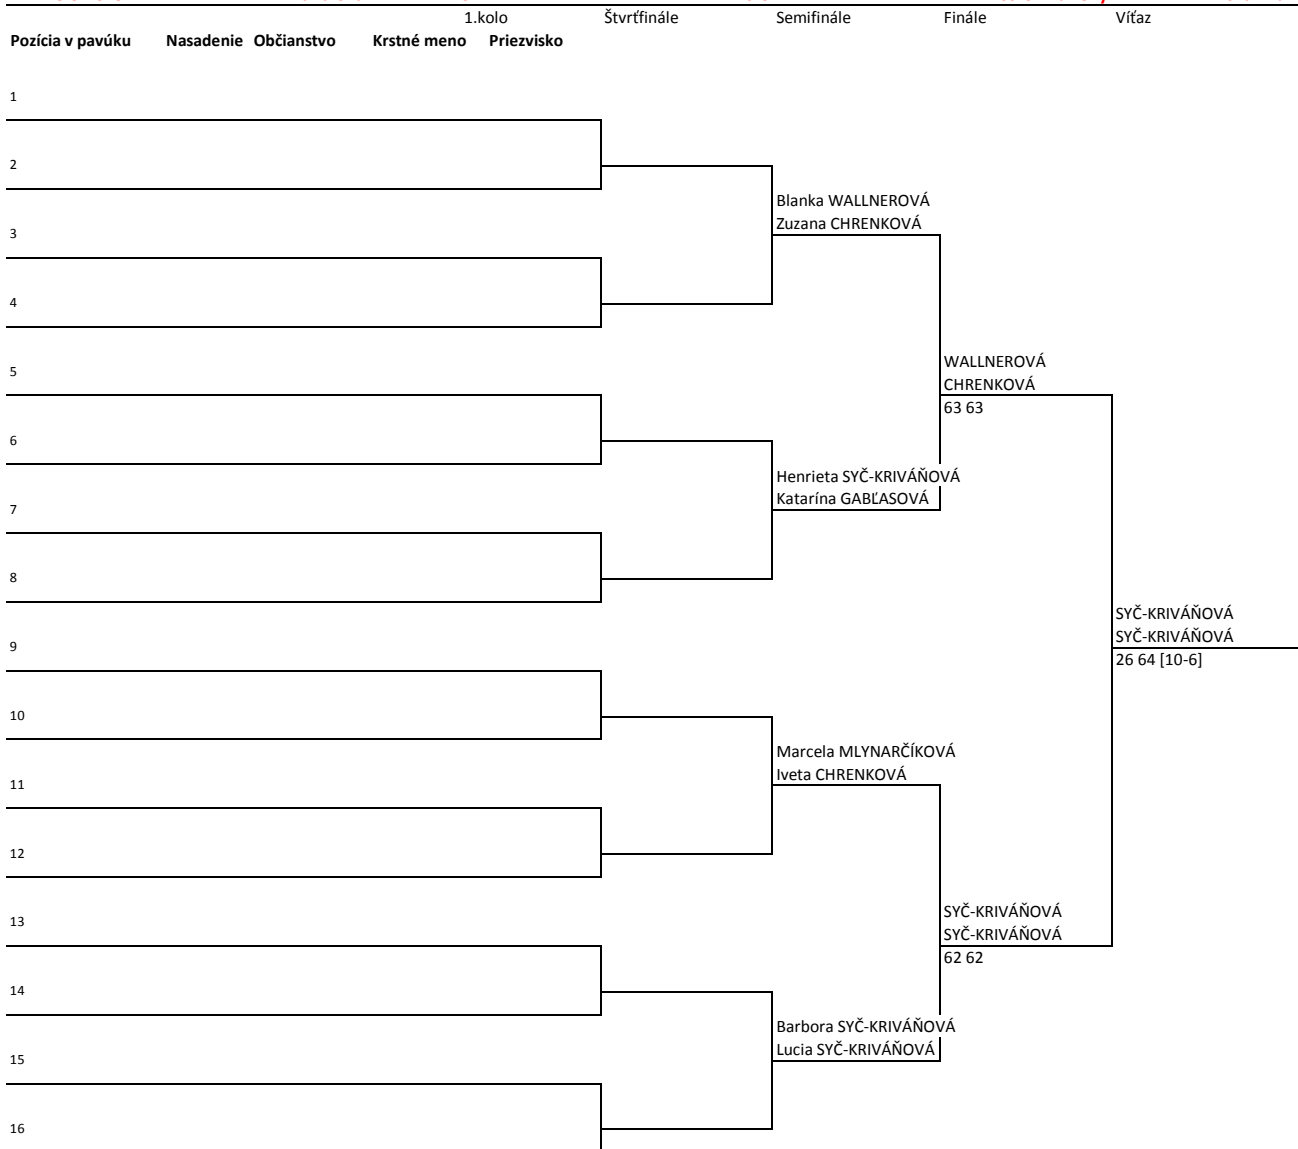 1.kolo Štvrťfinále Semifinále Finále Víťaz
Pozícia v pavúku Nasadenie Občianstvo Krstné meno Priezvisko
1
2
Blanka WALLNEROVÁ
Zuzana CHRENKOVÁ
3
4
WALLNEROVÁ
5
CHRENKOVÁ
63 63
6
Henrieta SYČ-KRIVÁŇOVÁ
Katarína GABĽASOVÁ
7
8
SYČ-KRIVÁŇOVÁ
SYČ-KRIVÁŇOVÁ
9
26 64 [10-6]
10
Marcela MLYNARČÍKOVÁ
Iveta CHRENKOVÁ
11
12
SYČ-KRIVÁŇOVÁ
13
SYČ-KRIVÁŇOVÁ
62 62
14
Barbora SYČ-KRIVÁŇOVÁ
Lucia SYČ-KRIVÁŇOVÁ
15
16